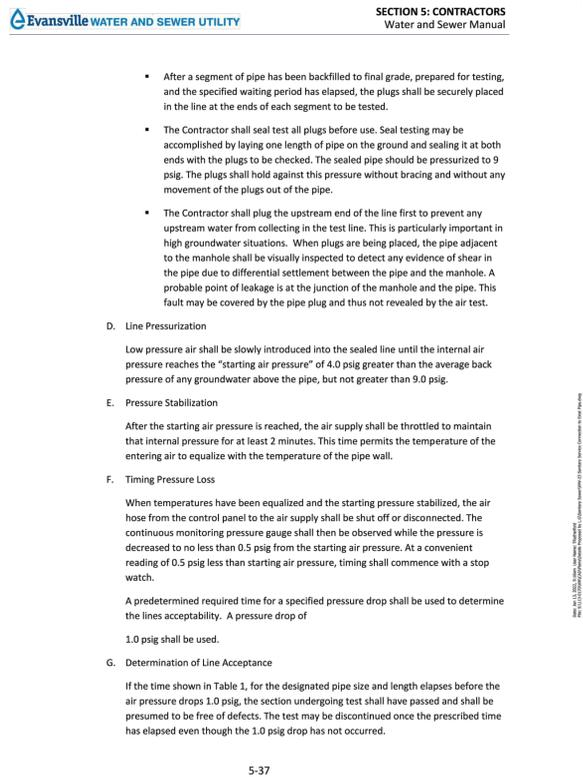 Evansville WATER AND SEWER UTILITY
SECTION 5: CONTRACTORS
Water and Sewer Manual
▪ After a segment of pipe has been backfilled to final grade, prepared for testing,
and the specified waiting period has elapsed, the plugs shall be securely placed
in the line at the ends of each segment to be tested.
▪ The Contractor shall seal test all plugs before use. Seal testing may be
accomplished by laying one length of pipe on the ground and sealing it at both
ends with the plugs to be checked. The sealed pipe should be pressurized to 9
psig. The plugs shall hold against this pressure without bracing and without any
movement of the plugs out of the pipe.
▪ The Contractor shall plug the upstream end of the line first to prevent any
upstream water from collecting in the test line. This is particularly important in
high groundwater situations. When plugs are being placed, the pipe adjacent
to the manhole shall be visually inspected to detect any evidence of shear in
the pipe due to differential settlement between the pipe and the manhole. A
probable point of leakage is at the junction of the manhole and the pipe. This
fault may be covered by the pipe plug and thus not revealed by the air test.
D. Line Pressurization
Low pressure air shall be slowly introduced into the sealed line until the internal air
pressure reaches the “starting air pressure” of 4.0 psig greater than the average back
pressure of any groundwater above the pipe, but not greater than 9.0 psig.
E. Pressure Stabilization
After the starting air pressure is reached, the air supply shall be throttled to maintain
that internal pressure for at least 2 minutes. This time permits the temperature of the
entering air to equalize with the temperature of the pipe wall.
F. Timing Pressure Loss
When temperatures have been equalized and the starting pressure stabilized, the air
hose from the control panel to the air supply shall be shut off or disconnected. The
continuous monitoring pressure gauge shall then be observed while the pressure is
decreased to no less than 0.5 psig from the starting air pressure. At a convenient
reading of 0.5 psig less than starting air pressure, timing shall commence with a stop
watch.
A predetermined required time for a specified pressure drop shall be used to determine
the lines acceptability. A pressure drop of
1.0 psig shall be used.
G. Determination of Line Acceptance
If the time shown in Table 1, for the designated pipe size and length elapses before the
air pressure drops 1.0 psig, the section undergoing test shall have passed and shall be
presumed to be free of defects. The test may be discontinued once the prescribed time
has elapsed even though the 1.0 psig drop has not occurred.
5-37